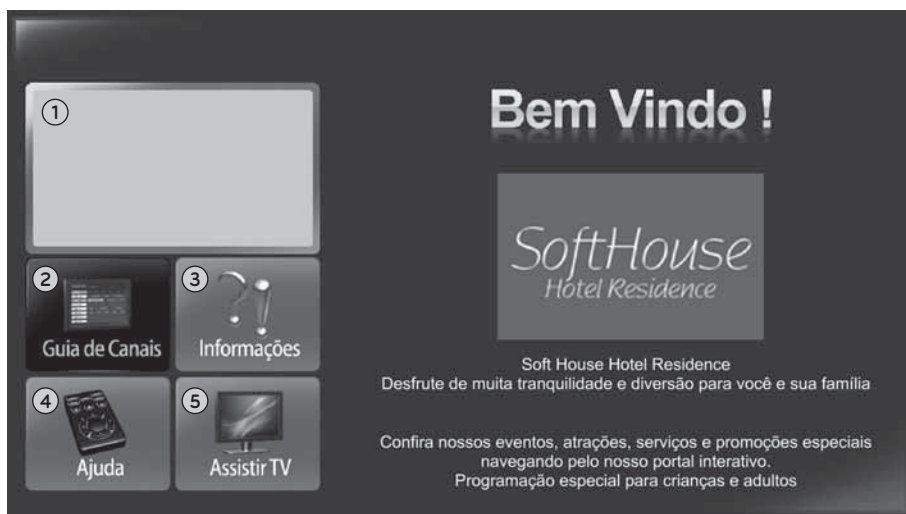 1
Bem Vindo !
SoftHouse
Hotel Residence
2
3
Guia de Canais
Informações
Soft House Hotel Residence
Desfrute de muita tranquilidade e diversão para você e sua família
4
5
Ajuda
Assistir TV
Confira nossos eventos, atrações, serviços e promoções especiais
navegando pelo nosso portal interativo.
Programação especial para crianças e adultos